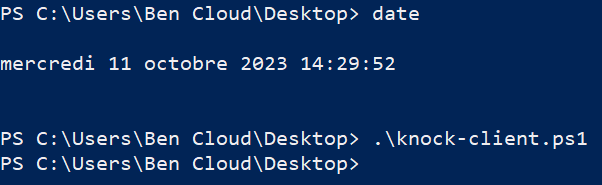 PS C:\Users\Ben Cloud\Desktop> date
mercredi 11 octobre 2023 14:29:52
PS C:\Users\Ben Cloud\Desktop> .\knock-client.ps1
PS C:\Users\Ben Cloud\Desktop>